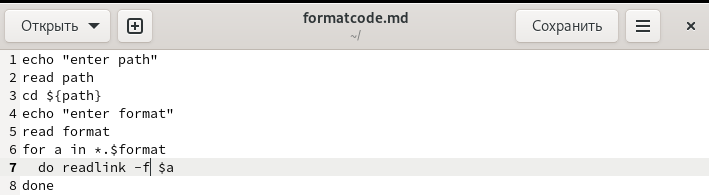 Открыть
formatcode.md
~/
Сохранить
1 echo "enter path"
2 read path
3 cd ${path}
4 echo "enter format"
5 read format
6 for a in *.$format
7   do readlink -f $a
8 done